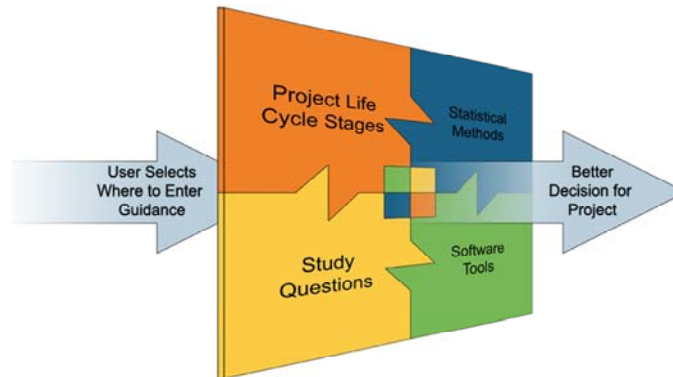 Project Life
Cycle Stages
Statistical
Methods
User Selects
Where to Enter
Guidance
Better
Decision for
Project
Study
Questions
Software
Tools